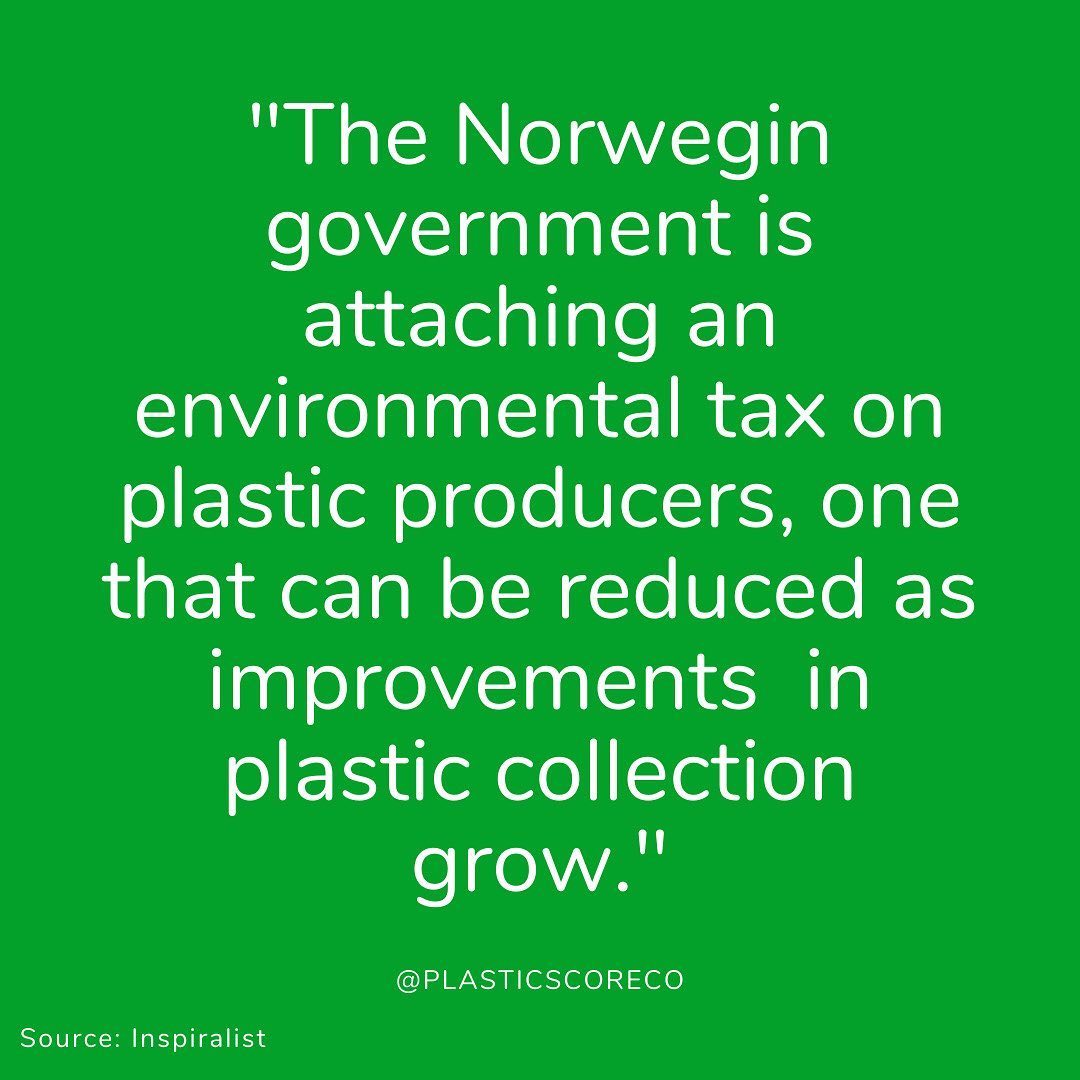 "The Norwegin
government is
attaching an
environmental tax on
plastic producers, one
that can be reduced as
improvements  in
plastic collection
grow."
@PLASTICSCORECO
Source: Inspiralist